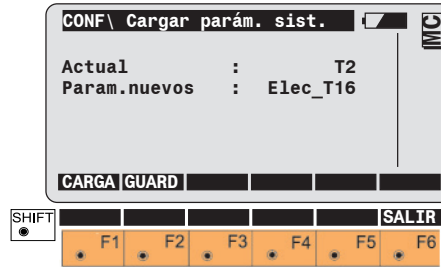 CONF\ Cargar parám. sist.
MC
Actual : T2
Param.nuevos : Elec_T16
CARGA GUARD
SHIFT
SALIR
F1 F2 F3 F4 F5 F6